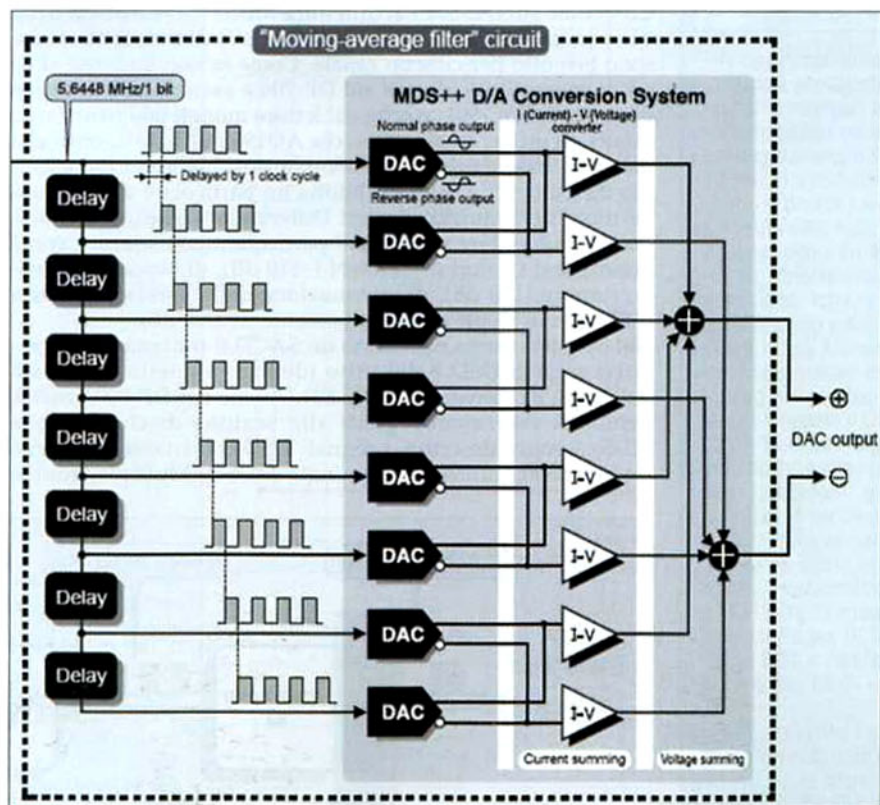 "Moving-average filter" circuit
5.6448 MHz/1 bit
MDS++ D/A Conversion System
I (Current) - V (Voltage)
converter
Normal phase output
Delayed by 1 clock cycle
DAC
I-V
Reverse phase output
Delay
DAC
I-V
Delay
DAC
I-V
+
Delay
DAC
I-V
⊕
DAC output
Delay
DAC
I-V
⊖
Delay
DAC
I-V
+
Delay
DAC
I-V
Delay
DAC
I-V
Current summing
Voltage summing